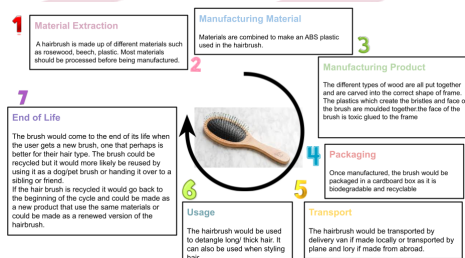 1
Material Extraction
A hairbrush is made up of different materials such
as rosewood, beech, plastic. Most materials
should be processed before being manufactured.
2
Manufacturing Material
Materials are combined to make an ABS plastic
used in the hairbrush.
3
Manufacturing Product
The different types of wood are all put together
and are carved into the correct shape of frame.
The plastics which create the bristles and face o
the brush are moulded together.the face of the
brush is toxic glued to the frame
4
Packaging
Once manufactured, the brush would be
packaged in a cardboard box as it is
biodegradable and recyclable
5
Transport
The hairbrush would be transported by
delivery van if made locally or transported by
plane and lory if made from abroad.
6
Usage
The hairbrush would be used
to detangle long/ thick hair. It
can also be used when styling
hair
7
End of Life
The brush would come to the end of its life when
the user gets a new brush, one that perhaps is
better for their hair type. The brush could be
recycled but it would more likely be reused by
using it as a dog/pet brush or handing it over to a
sibling or friend.
If the hair brush is recycled it would go back to
the beginning of the cycle and could be made as
a new product that use the same materials or
could be made as a renewed version of the
hairbrush.